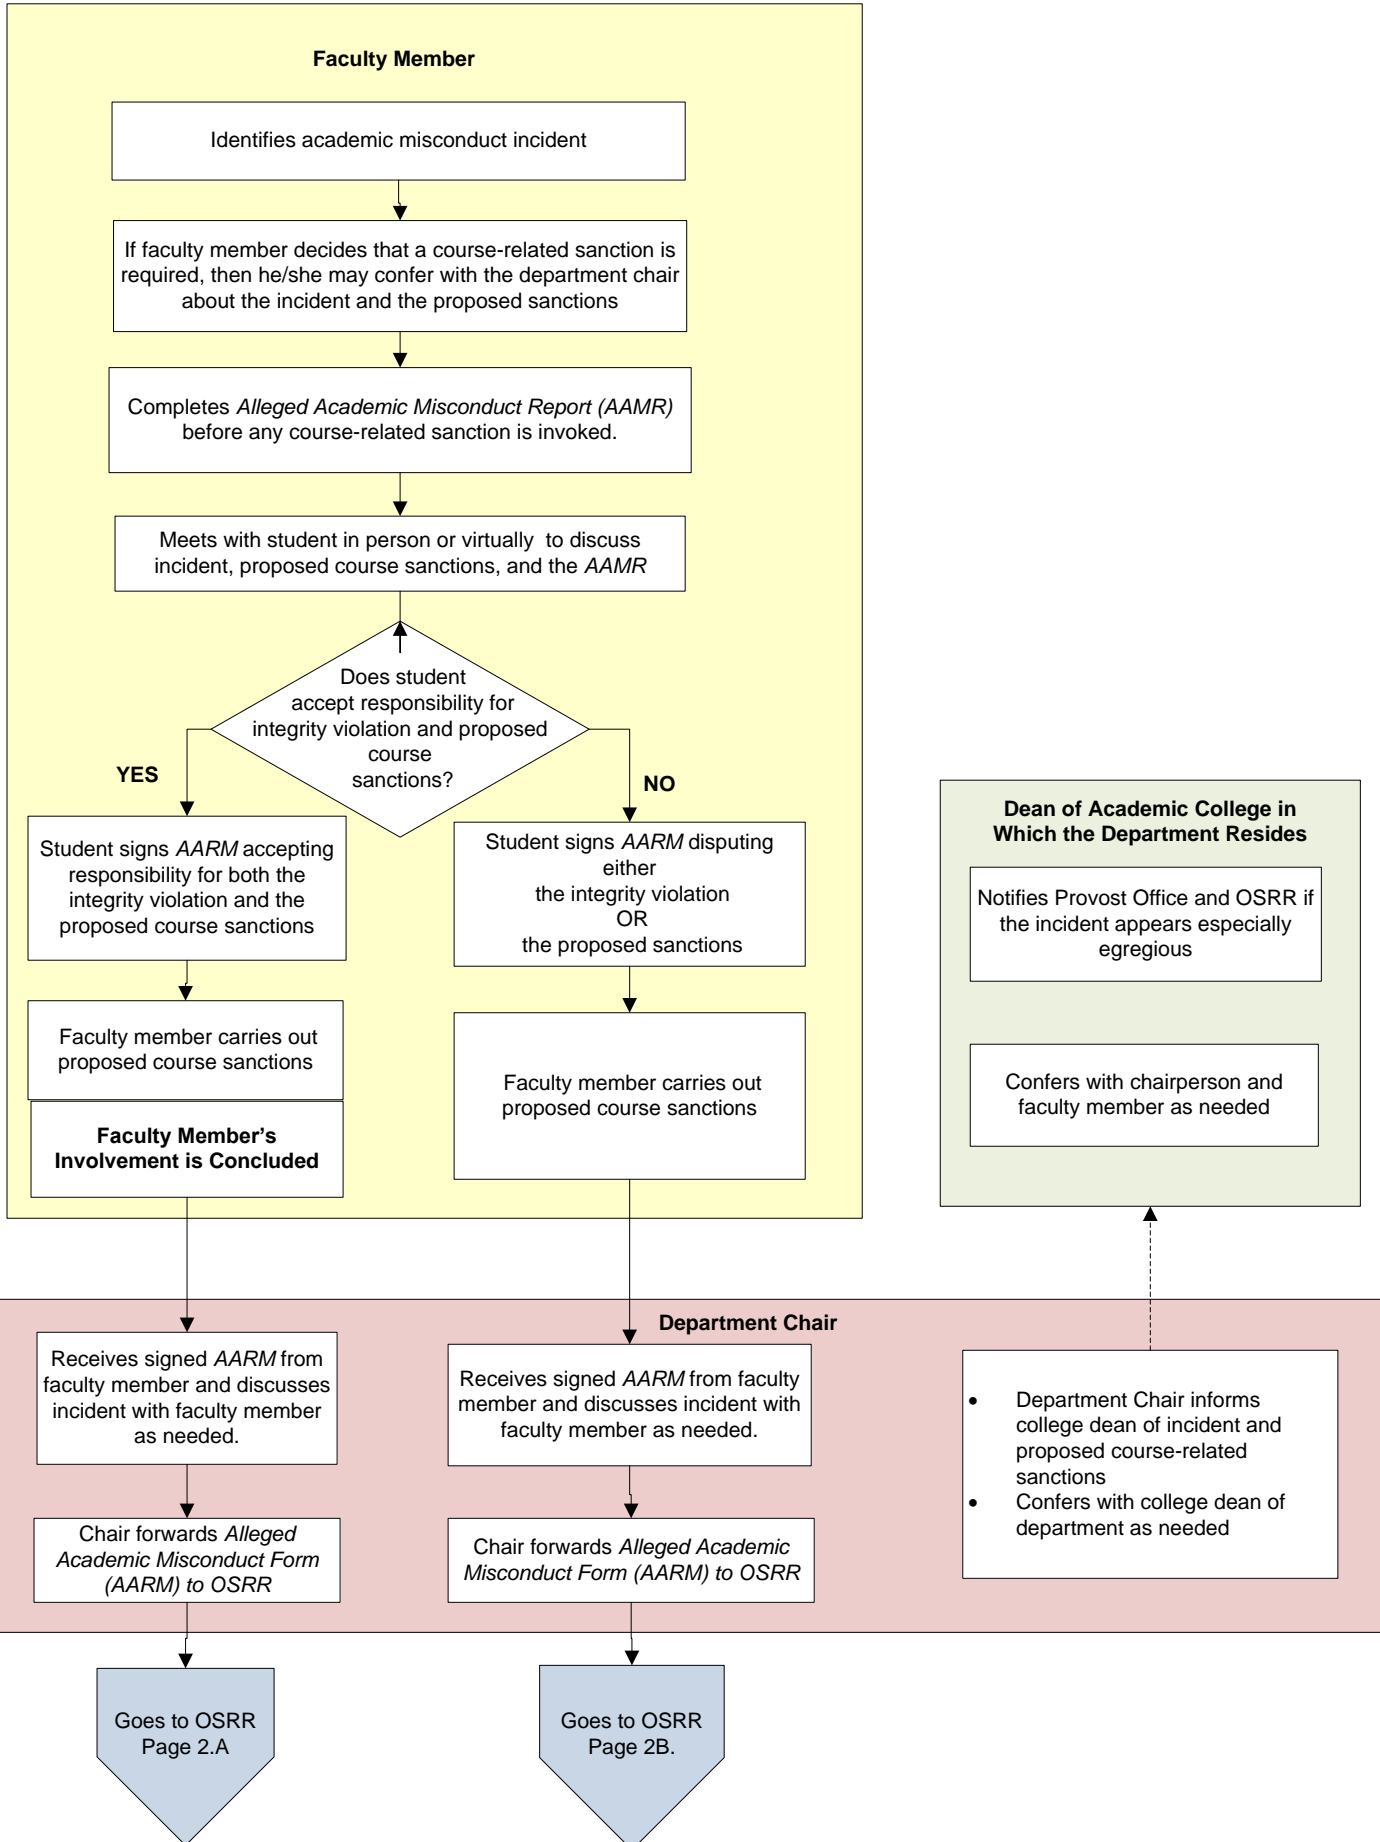 Faculty Member
Identifies academic misconduct incident
If faculty member decides that a course-related sanction is
required, then he/she may confer with the department chair
about the incident and the proposed sanctions
Completes Alleged Academic Misconduct Report (AAMR)
before any course-related sanction is invoked.
Meets with student in person or virtually to discuss
incident, proposed course sanctions, and the AAMR
Does student
accept responsibility for
integrity violation and proposed
course
sanctions?
YES
NO
Student signs AARM accepting
responsibility for both the
integrity violation and the
proposed course sanctions
Faculty member carries out
proposed course sanctions
Faculty Member’s
Involvement is Concluded
Student signs AARM disputing
either
the integrity violation
OR
the proposed sanctions
Faculty member carries out
proposed course sanctions
Dean of Academic College in
Which the Department Resides
Notifies Provost Office and OSRR if
the incident appears especially
egregious
Confers with chairperson and
faculty member as needed
Department Chair
Receives signed AARM from
faculty member and discusses
incident with faculty member
as needed.
Chair forwards Alleged
Academic Misconduct Form
(AARM) to OSRR
Receives signed AARM from faculty
member and discusses incident with
faculty member as needed.
Chair forwards Alleged Academic
Misconduct Form (AARM) to OSRR
• Department Chair informs
college dean of incident and
proposed course-related
sanctions
• Confers with college dean of
department as needed
Goes to OSRR
Page 2.A
Goes to OSRR
Page 2B.